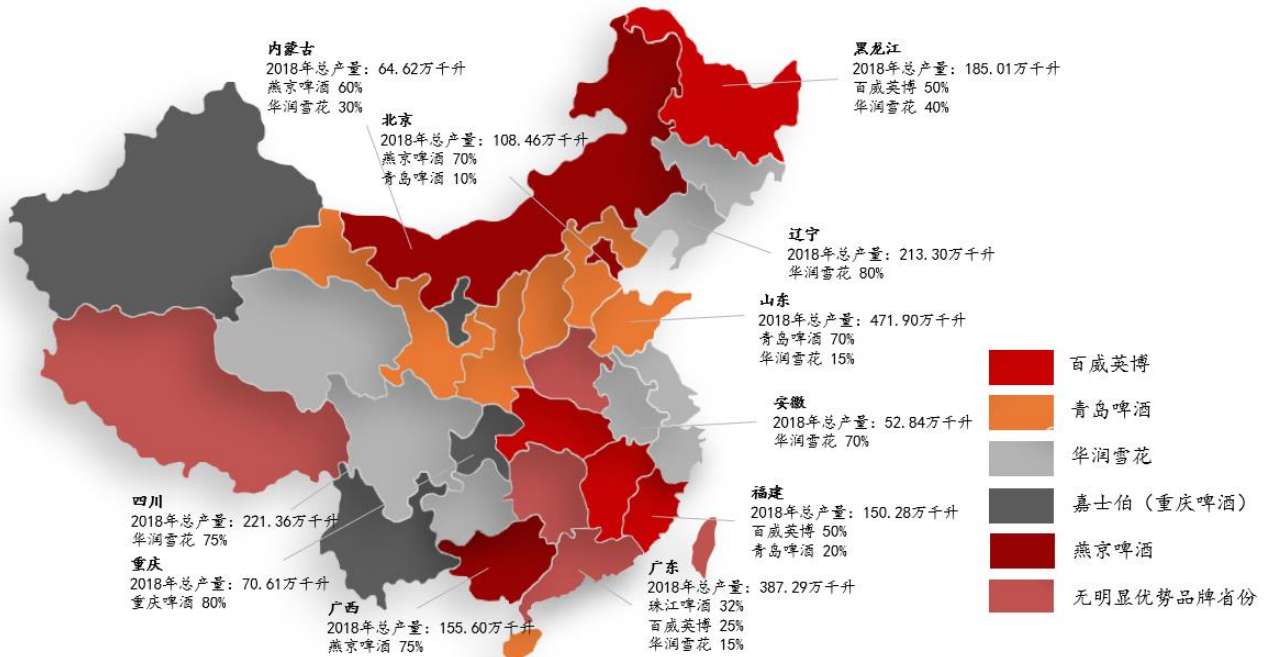 内蒙古
2018年总产量：64.62万千升
燕京啤酒 60%
华润雪花 30%
黑龙江
2018年总产量：185.01万千升
百威英博 50%
华润雪花 40%
北京
2018年总产量：108.46万千升
燕京啤酒 70%
青岛啤酒 10%
辽宁
2018年总产量：213.30万千升
华润雪花 80%
山东
2018年总产量：471.90万千升
青岛啤酒 70%
华润雪花 15%
安徽
2018年总产量：52.84万千升
华润雪花 70%
四川
2018年总产量：221.36万千升
华润雪花 75%
福建
2018年总产量：150.28万千升
百威英博 50%
青岛啤酒 20%
重庆
2018年总产量：70.61万千升
重庆啤酒 80%
广东
2018年总产量：387.29万千升
珠江啤酒 32%
百威英博 25%
华润雪花 15%
广西
2018年总产量：155.60万千升
燕京啤酒 75%
百威英博
青岛啤酒
华润雪花
嘉士伯（重庆啤酒）
燕京啤酒
无明显优势品牌省份